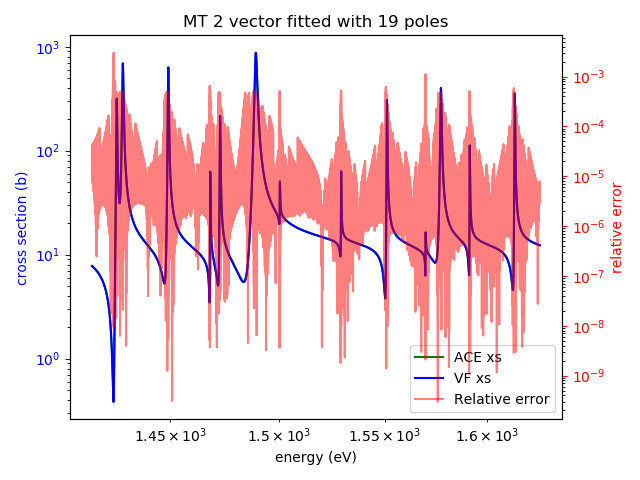 MT 2 vector fitted with 19 poles
cross section (b)
10³
10²
10¹
10⁰
relative error
10⁻³
10⁻⁴
10⁻⁵
10⁻⁶
10⁻⁷
10⁻⁸
10⁻⁹
ACE xs
VF xs
Relative error
1.45 × 10³ 1.5 × 10³ 1.55 × 10³ 1.6 × 10³
energy (eV)